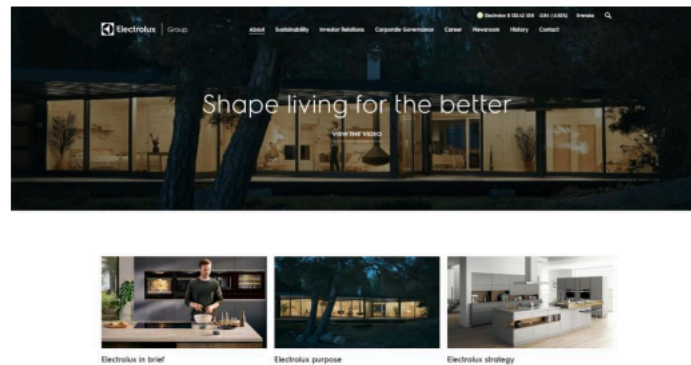 Electrolux | Group
Electrolux B
Svenska
About Sustainability Investor Relations Corporate Governance Career Newsroom History Contact
Shape living for the better
VIEW THE VIDEO
Electrolux in brief
Electrolux purpose
Electrolux strategy